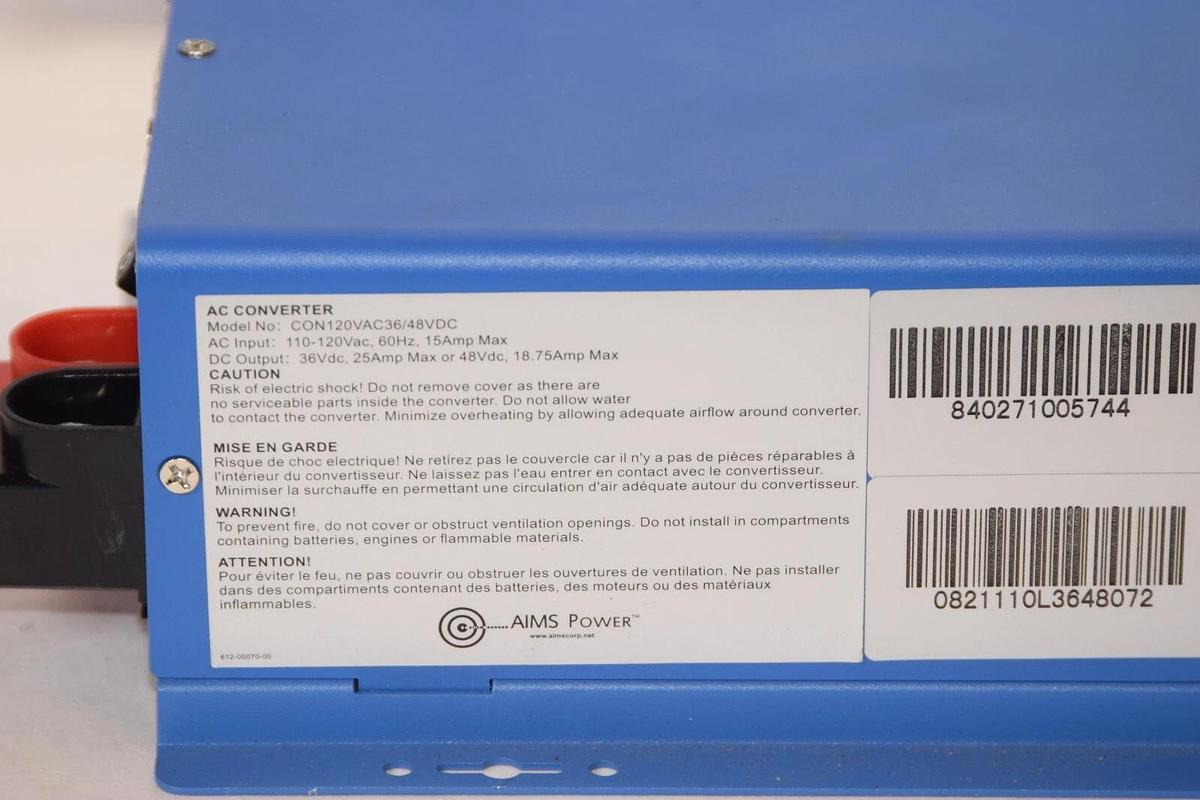 AC CONVERTER
Model No: CON120VAC36/48VDC
AC Input: 110-120Vac, 60Hz, 15Amp Max
DC Output: 36Vdc, 25Amp Max or 48Vdc, 18.75Amp Max
CAUTION
Risk of electric shock! Do not remove cover as there are
no serviceable parts inside the converter. Do not allow water
to contact the converter. Minimize overheating by allowing adequate airflow around converter.
MISE EN GARDE
Risque de choc electrique! Ne retirez pas le couvercle car il n'y a pas de pièces réparables à
l'intérieur du convertisseur. Ne laissez pas l'eau entrer en contact avec le convertisseur.
Minimiser la surchauffe en permettant une circulation d'air adéquate autour du convertisseur.
WARNING!
To prevent fire, do not cover or obstruct ventilation openings. Do not install in compartments
containing batteries, engines or flammable materials.
ATTENTION!
Pour éviter le feu, ne pas couvrir ou obstruer les ouvertures de ventilation. Ne pas installer
dans des compartiments contenant des batteries, des moteurs ou des matériaux
inflammables.
AIMS POWER™
www.aimscorp.net
612-00070-00
840271005744
0821110L3648072